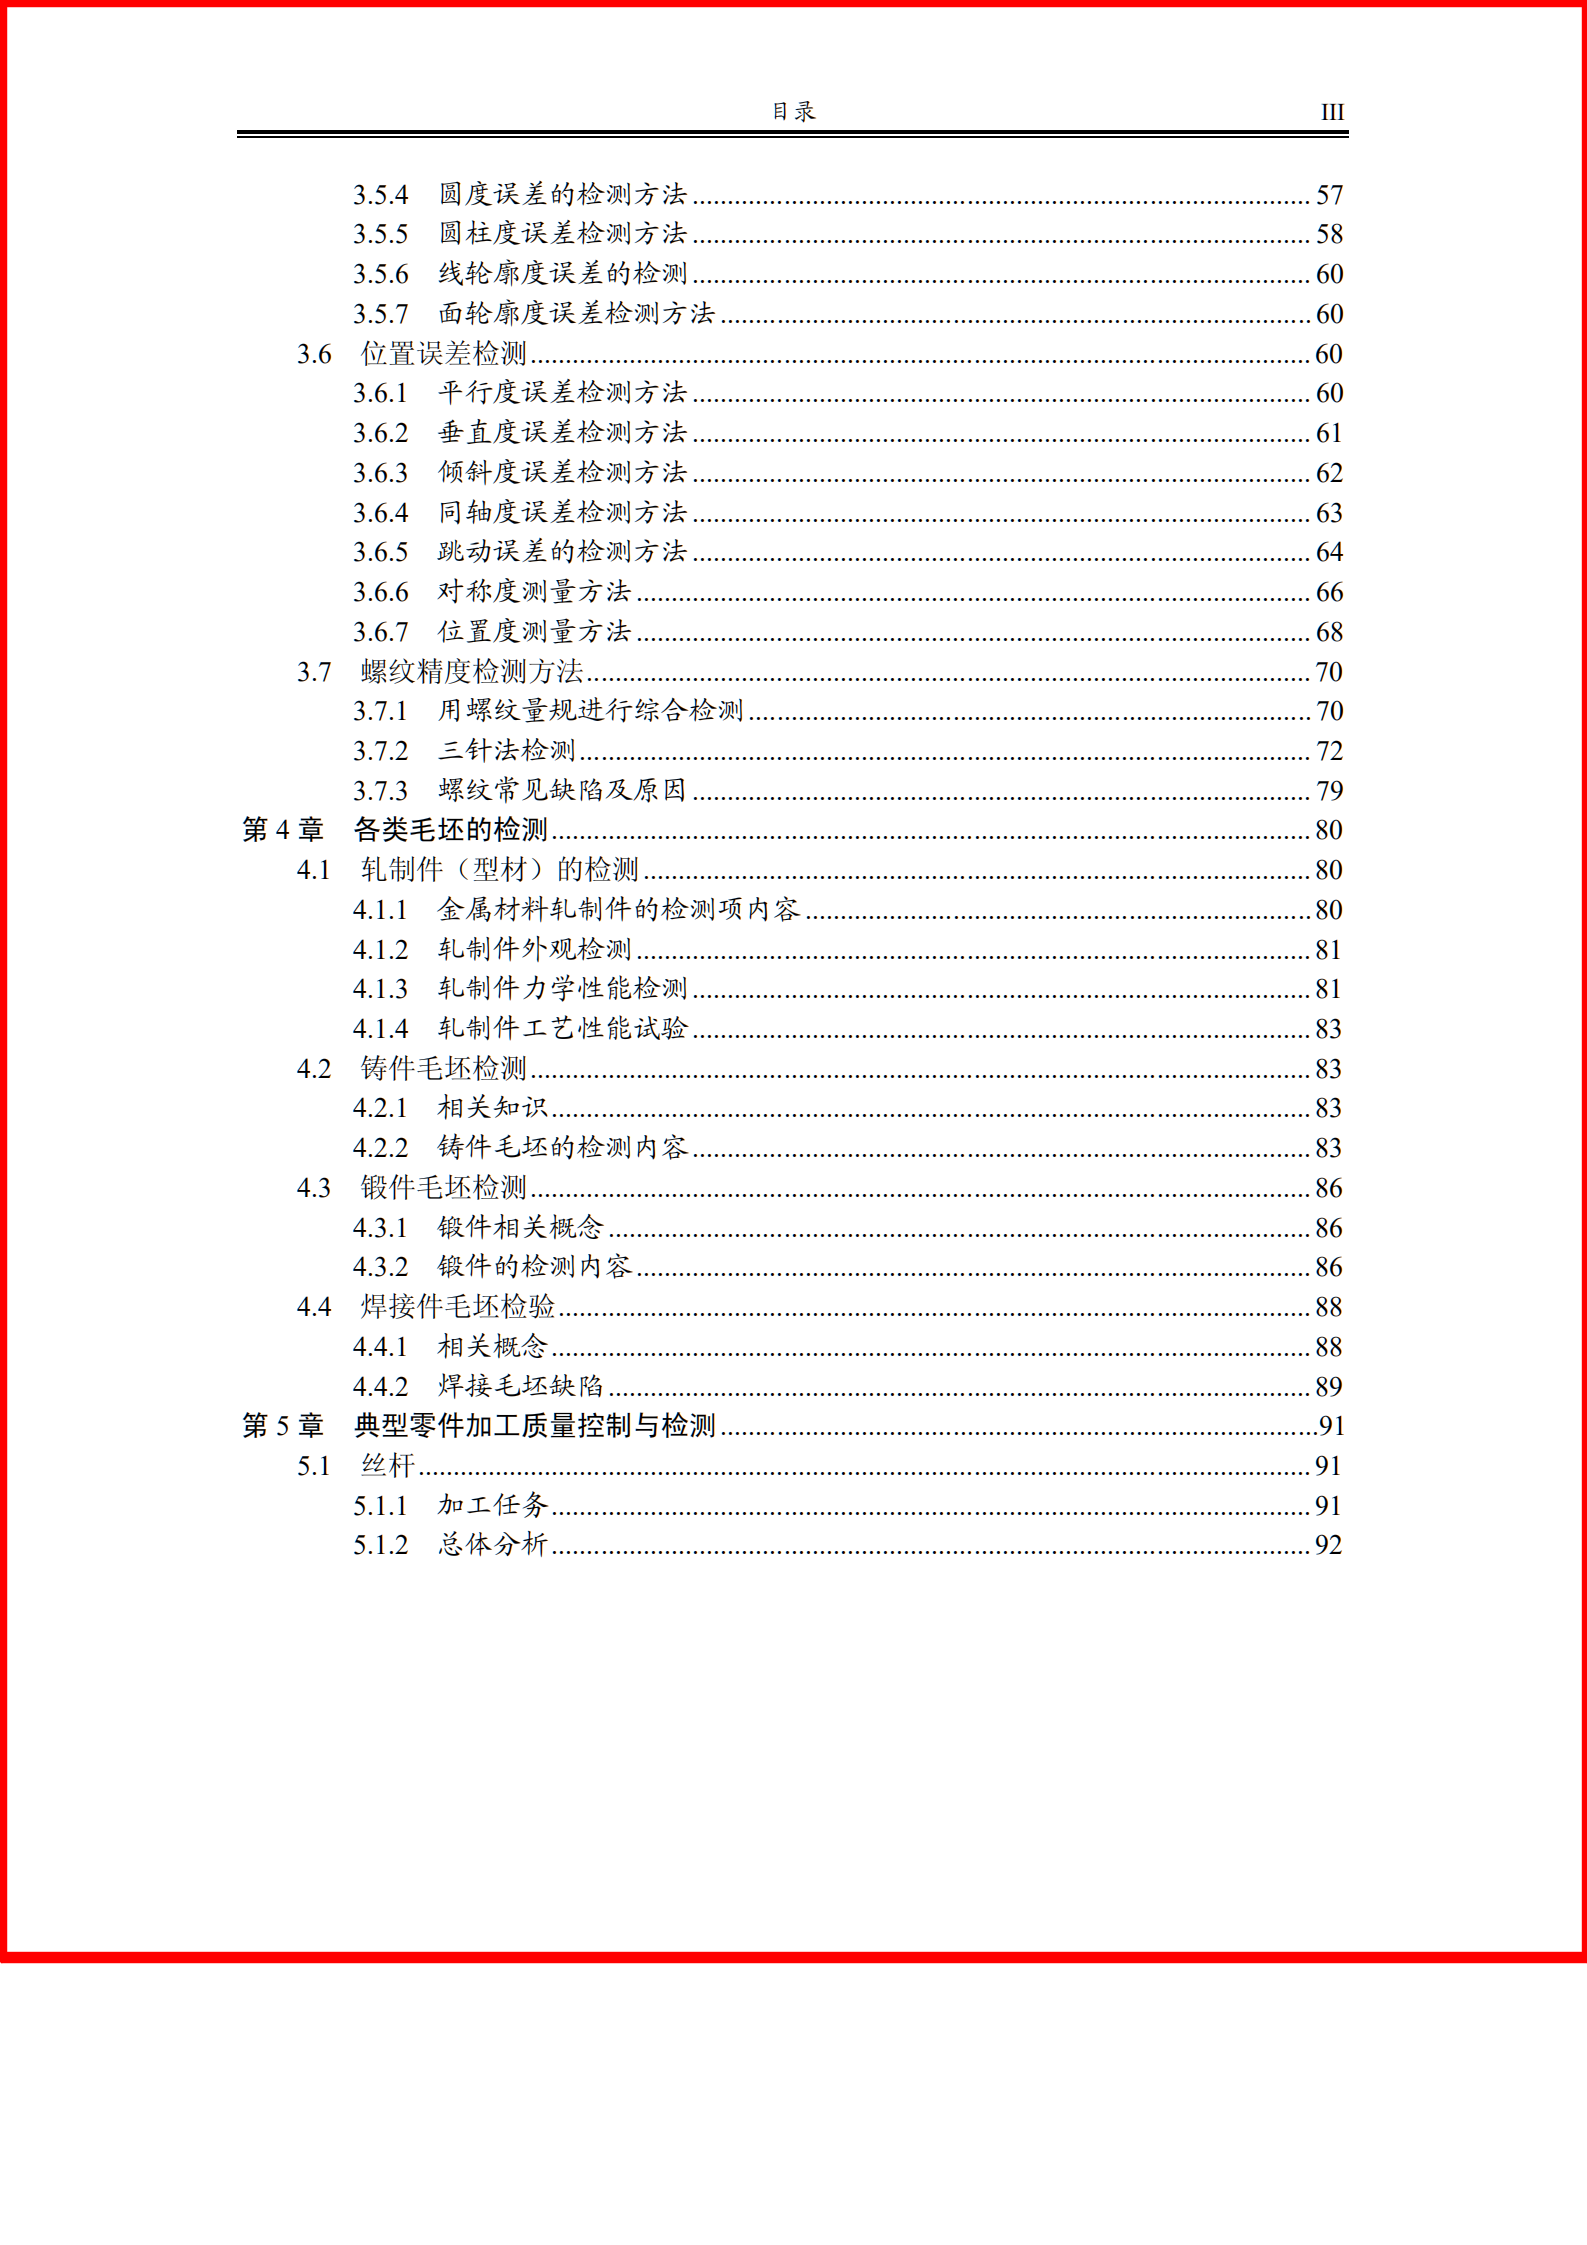 目录 III
3.5.4 圆度误差的检测方法 57
3.5.5 圆柱度误差检测方法 58
3.5.6 线轮廓度误差的检测 60
3.5.7 面轮廓度误差检测方法 60
3.6 位置误差检测 60
3.6.1 平行度误差检测方法 60
3.6.2 垂直度误差检测方法 61
3.6.3 倾斜度误差检测方法 62
3.6.4 同轴度误差检测方法 63
3.6.5 跳动误差的检测方法 64
3.6.6 对称度测量方法 66
3.6.7 位置度测量方法 68
3.7 螺纹精度检测方法 70
3.7.1 用螺纹量规进行综合检测 70
3.7.2 三针法检测 72
3.7.3 螺纹常见缺陷及原因 79
第 4 章 各类毛坯的检测 80
4.1 轧制件（型材）的检测 80
4.1.1 金属材料轧制件的检测项内容 80
4.1.2 轧制件外观检测 81
4.1.3 轧制件力学性能检测 81
4.1.4 轧制件工艺性能试验 83
4.2 铸件毛坯检测 83
4.2.1 相关知识 83
4.2.2 铸件毛坯的检测内容 83
4.3 锻件毛坯检测 86
4.3.1 锻件相关概念 86
4.3.2 锻件的检测内容 86
4.4 焊接件毛坯检验 88
4.4.1 相关概念 88
4.4.2 焊接毛坯缺陷 89
第 5 章 典型零件加工质量控制与检测 91
5.1 丝杆 91
5.1.1 加工任务 91
5.1.2 总体分析 92